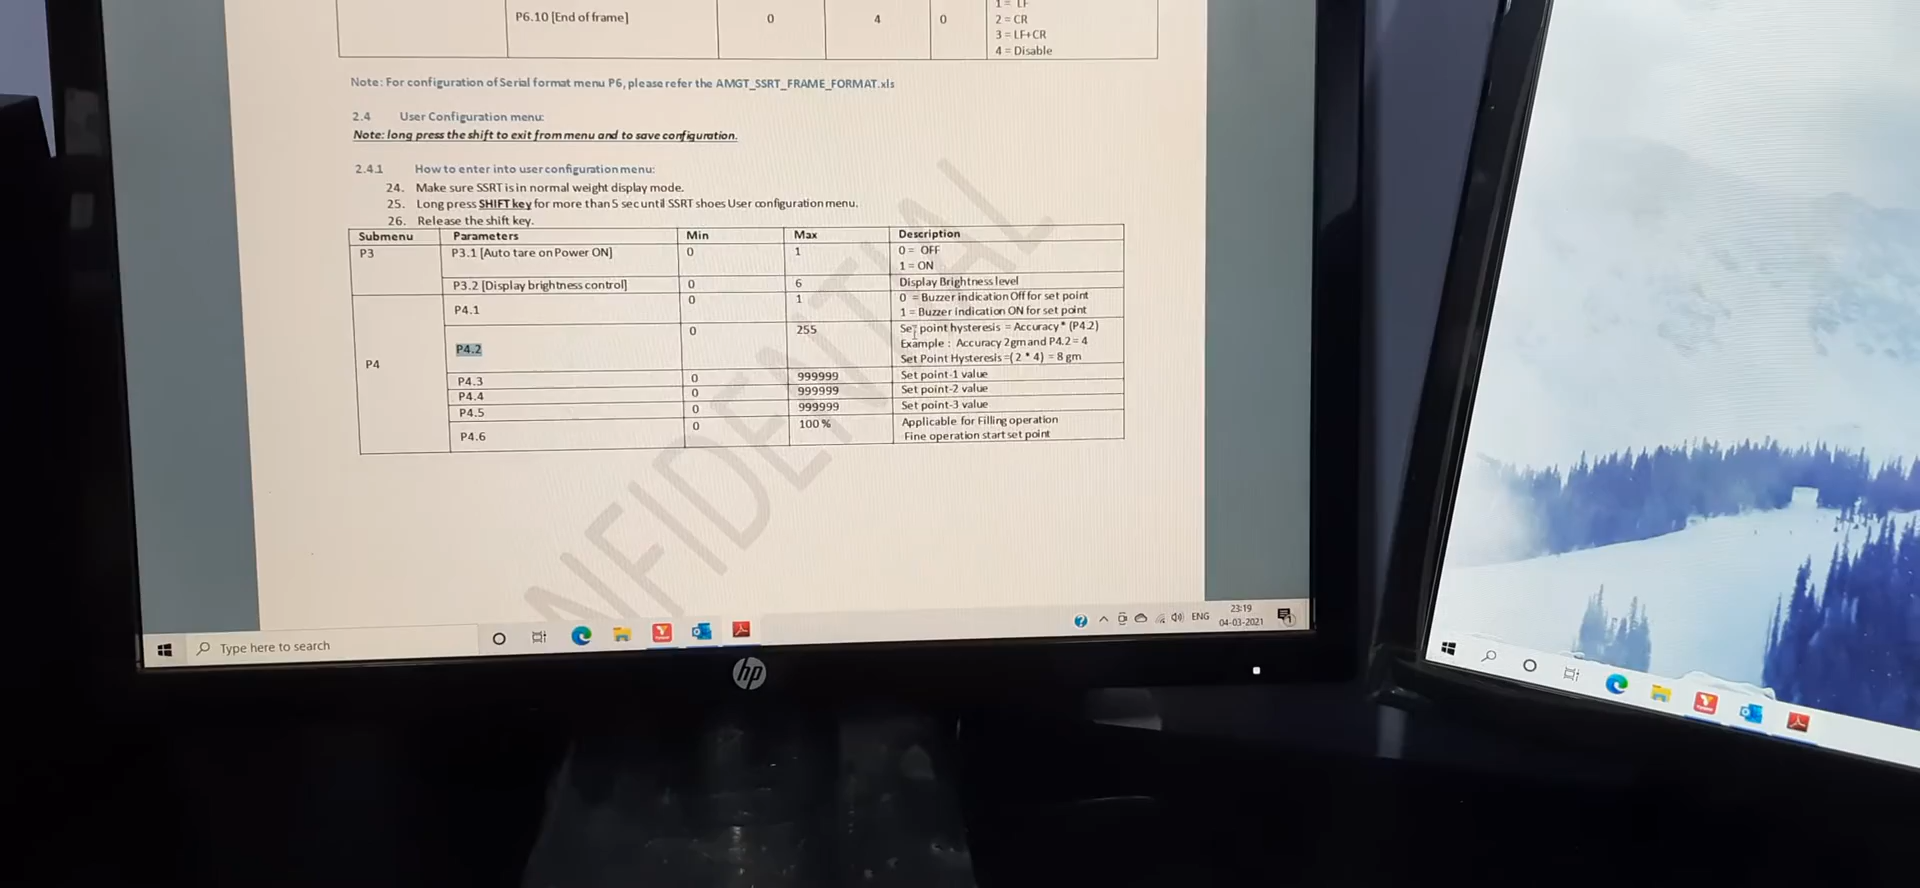 1 = LF
P6.10 [End of frame] 0 4 0 2 = CR
3 = LF+CR
4 = Disable
Note: For configuration of Serial format menu P6, please refer the AMGT_SSRT_FRAME_FORMAT.xls
2.4 User Configuration menu:
Note: long press the shift to exit from menu and to save configuration.
2.4.1 How to enter into user configuration menu:
24. Make sure SSRT is in normal weight display mode.
25. Long press SHIFT key for more than 5 sec until SSRT shoes User configuration menu.
26. Release the shift key.
Submenu Parameters Min Max Description
P3 P3.1 [Auto tare on Power ON] 0 1 0 = OFF
1 = ON
P3.2 [Display brightness control] 0 6 Display Brightness level
P4 P4.1 0 1 0 = Buzzer indication Off for set point
1 = Buzzer Indication ON for set point
P4.2 0 255 Set point hysteresis = Accuracy * (P4.2)
Example : Accuracy 2gm and P4.2 = 4
Set Point Hysteresis =( 2 * 4) = 8 gm
P4.3 0 999999 Set point-1 value
P4.4 0 999999 Set point-2 value
P4.5 0 999999 Set point-3 value
P4.6 0 100 % Applicable for Filling operation
Fine operation start set point
NFIDENTIAL
Type here to search
ENG
23:19
04-03-2021
hp